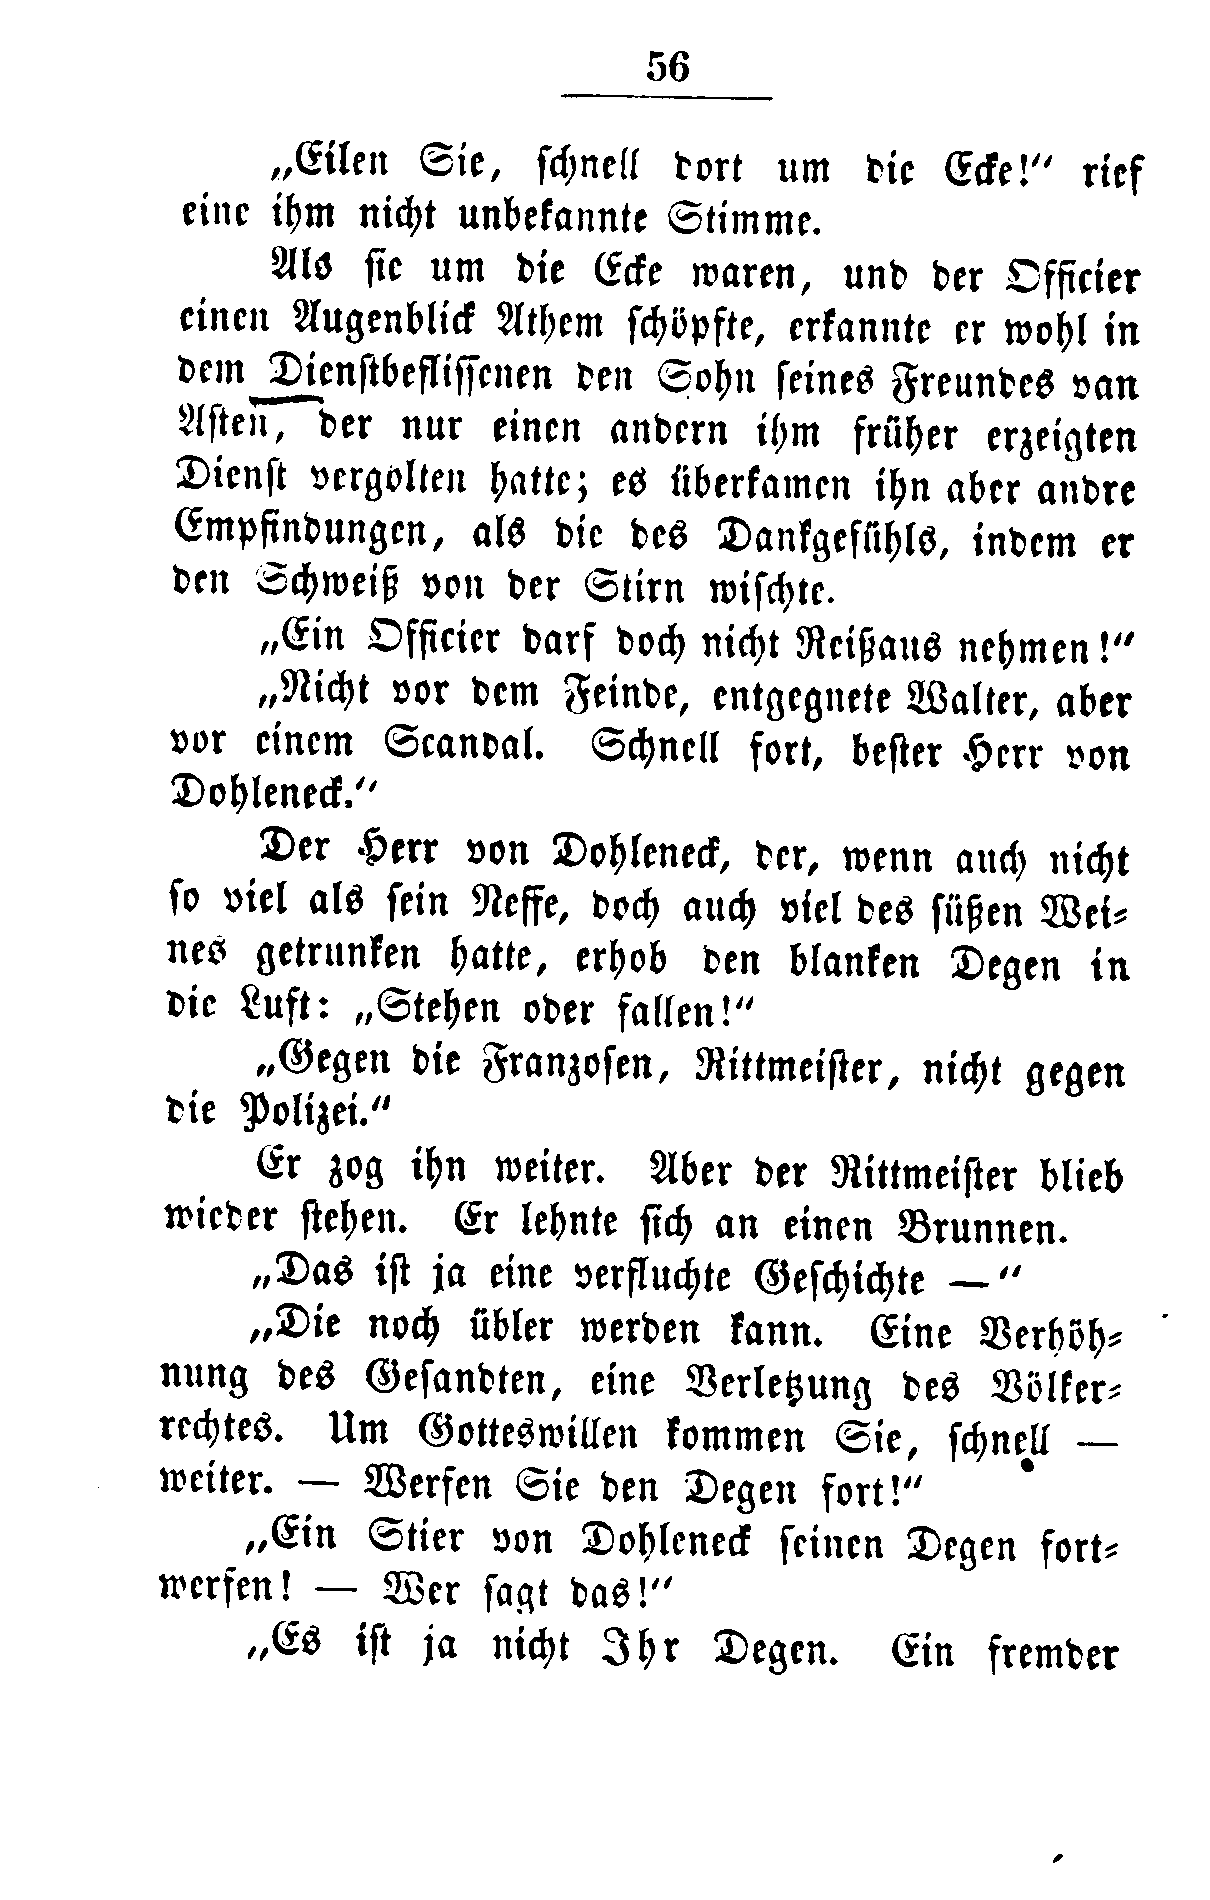 56
„Eilen Sie, schnell dort um die Ecke!“ rief
eine ihm nicht unbekannte Stimme.
Als sie um die Ecke waren, und der Officier
einen Augenblick Athem schöpfte, erkannte er wohl in
dem Dienstbeflissenen den Sohn seines Freundes van
Asten, der nur einen andern ihm früher erzeigten
Dienst vergolten hatte; es überkamen ihn aber andre
Empfindungen, als die des Dankgefühls, indem er
den Schweiß von der Stirn wischte.
„Ein Officier darf doch nicht Reißaus nehmen!“
„Nicht vor dem Feinde, entgegnete Walter, aber
vor einem Scandal. Schnell fort, bester Herr von
Dohleneck.“
Der Herr von Dohleneck, der, wenn auch nicht
so viel als sein Neffe, doch auch viel des süßen Wei⸗
nes getrunken hatte, erhob den blanken Degen in
die Luft: „Stehen oder fallen!“
„Gegen die Franzosen, Rittmeister, nicht gegen
die Polizei.“
Er zog ihn weiter. Aber der Rittmeister blieb
wieder stehen. Er lehnte sich an einen Brunnen.
„Das ist ja eine verfluchte Geschichte —“
„Die noch übler werden kann. Eine Verhöh⸗
nung des Gesandten, eine Verletzung des Völker⸗
rechtes. Um Gotteswillen kommen Sie, schnell —
weiter. — Werfen Sie den Degen fort!“
„Ein Stier von Dohleneck seinen Degen fort⸗
werfen! — Wer sagt das!“
„Es ist ja nicht Ihr Degen. Ein fremder